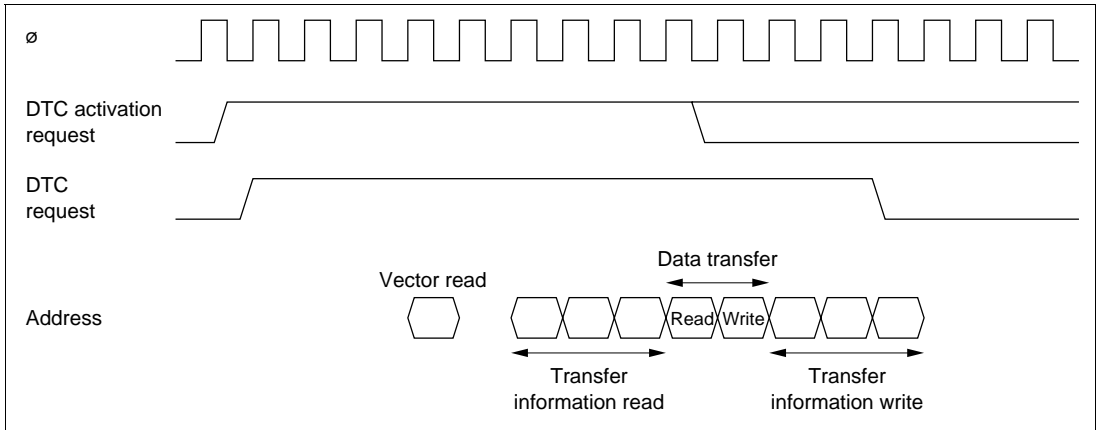 ø
DTC activation
request
DTC
request
Data transfer
Vector read
Address
Read
Write
Transfer
information read
Transfer
information write